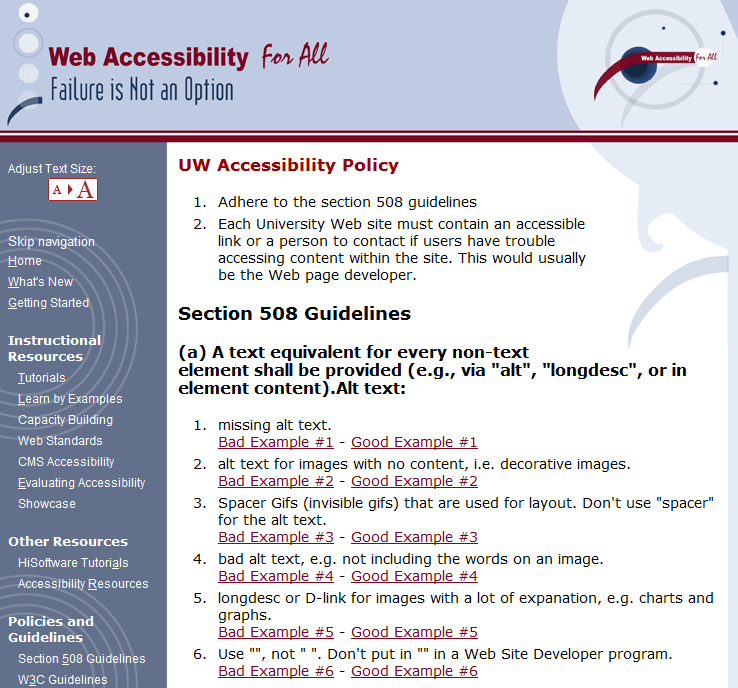 Web Accessibility For All
Failure is Not an Option
Web Accessibility For All
Adjust Text Size:
A A
Skip navigation
Home
What's New
Getting Started
Instructional
Resources
Tutorials
Learn by Examples
Capacity Building
Web Standards
CMS Accessibility
Evaluating Accessibility
Showcase
Other Resources
HiSoftware Tutorials
Accessibility Resources
Policies and
Guidelines
Section 508 Guidelines
W3C Guidelines
UW Accessibility Policy
1. Adhere to the section 508 guidelines
2. Each University Web site must contain an accessible
link or a person to contact if users have trouble
accessing content within the site. This would usually
be the Web page developer.
Section 508 Guidelines
(a) A text equivalent for every non-text
element shall be provided (e.g., via "alt", "longdesc", or in
element content).Alt text:
1. missing alt text.
Bad Example #1 - Good Example #1
2. alt text for images with no content, i.e. decorative images.
Bad Example #2 - Good Example #2
3. Spacer Gifs (invisible gifs) that are used for layout. Don't use "spacer"
for the alt text.
Bad Example #3 - Good Example #3
4. bad alt text, e.g. not including the words on an image.
Bad Example #4 - Good Example #4
5. longdesc or D-link for images with a lot of expanation, e.g. charts and
graphs.
Bad Example #5 - Good Example #5
6. Use "", not " ". Don't put in "" in a Web Site Developer program.
Bad Example #6 - Good Example #6